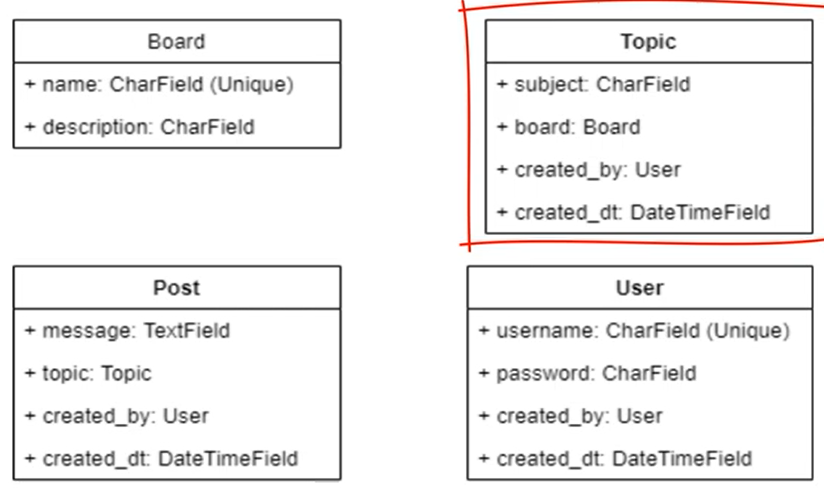 Board
+ name: CharField (Unique)
+ description: CharField
Topic
+ subject: CharField
+ board: Board
+ created_by: User
+ created_dt: DateTimeField
Post
+ message: TextField
+ topic: Topic
+ created_by: User
+ created_dt: DateTimeField
User
+ username: CharField (Unique)
+ password: CharField
+ created_by: User
+ created_dt: DateTimeField